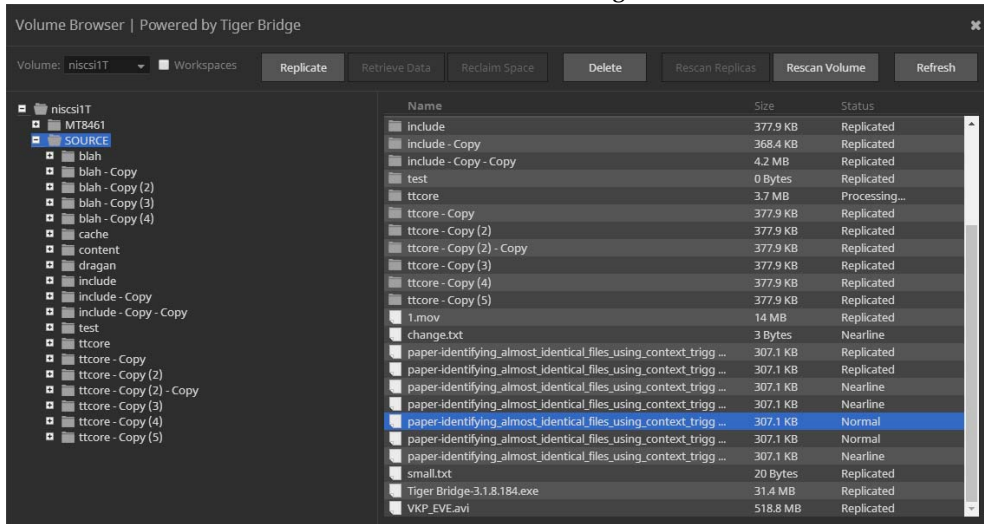 Volume Browser | Powered by Tiger Bridge
Volume: niscsi1T Workspaces Replicate Retrieve Data Reclaim Space Delete Rescan Replicas Rescan Volume Refresh
niscsi1T
MT8461
SOURCE
blah
blah - Copy
blah - Copy (2)
blah - Copy (3)
blah - Copy (4)
cache
content
dragan
include
include - Copy
include - Copy - Copy
test
ttcore
ttcore - Copy
ttcore - Copy (2)
ttcore - Copy (2) - Copy
ttcore - Copy (3)
ttcore - Copy (4)
ttcore - Copy (5)
Name Size Status
include 377.9 KB Replicated
include - Copy 368.4 KB Replicated
include - Copy - Copy 4.2 MB Replicated
test 0 Bytes Replicated
ttcore 3.7 MB Processing...
ttcore - Copy 377.9 KB Replicated
ttcore - Copy (2) 377.9 KB Replicated
ttcore - Copy (2) - Copy 377.9 KB Replicated
ttcore - Copy (3) 377.9 KB Replicated
ttcore - Copy (4) 377.9 KB Replicated
ttcore - Copy (5) 377.9 KB Replicated
1.mov 14 MB Replicated
change.txt 3 Bytes Nearline
paper-identifying_almost_identical_files_using_context_trigg ... 307.1 KB Replicated
paper-identifying_almost_identical_files_using_context_trigg ... 307.1 KB Nearline
paper-identifying_almost_identical_files_using_context_trigg ... 307.1 KB Nearline
paper-identifying_almost_identical_files_using_context_trigg ... 307.1 KB Normal
paper-identifying_almost_identical_files_using_context_trigg ... 307.1 KB Normal
paper-identifying_almost_identical_files_using_context_trigg ... 307.1 KB Nearline
small.txt 20 Bytes Replicated
Tiger Bridge-3.1.8.184.exe 31.4 MB Replicated
VKP_EVE.avi 518.8 MB Replicated